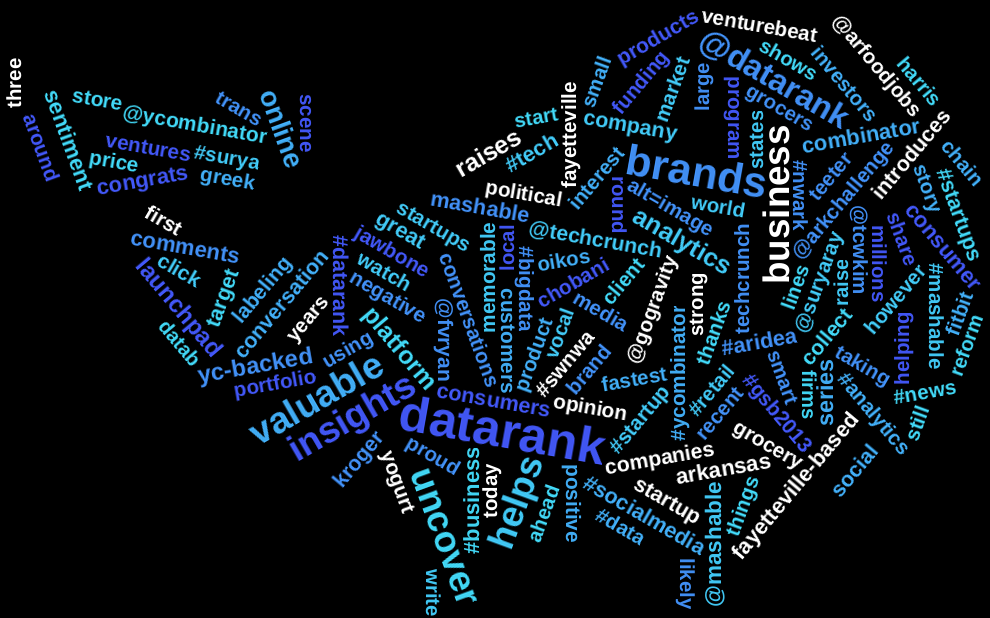 three
around
sentiment
store
@ycombinator
trans
online
scene
ventures
price
congrats
#surya
greek
first
comments
click
launchpad
target
labeling
conversation
datab
years
yc-backed
portfolio
using
#datarank
jawbone
watch
negative
great
startups
platform
valuable
insights
kroger
proud
yogurt
uncover
#business
today
write
helps
ahead
positive
datarank
consumers
@frryan
conversations
memorable
local
#bigdata
customers
product
vocal
media
chobani
oikos
@techcrunch
mashable
political
raises
#tech
start
fayetteville
small
funding
products
company
interest
brands
alt=image
round
analytics
client
world
market
large
venturebeat
@datarank
shows
grocers
program
states
business
investors
@arfoodjobs
harris
combinator
introduces
chain
story
#startups
teeter
#nwark
@arkchallenge
@tcwkim
millions
share
consumer
fitbit
#mashable
however
reform
helping
#news
still
raise
@suryaray
lines
collect
techcrunch
strong
@gogravity
thanks
#aridea
#ycombinator
#swnwa
brand
fastest
opinion
#startup
#retail
recent
smart
#gsb2013
firms
series
taking
#analytics
social
grocery
companies
arkansas
startup
fayetteville-based
#socialmedia
#data
@mashable
things
likely